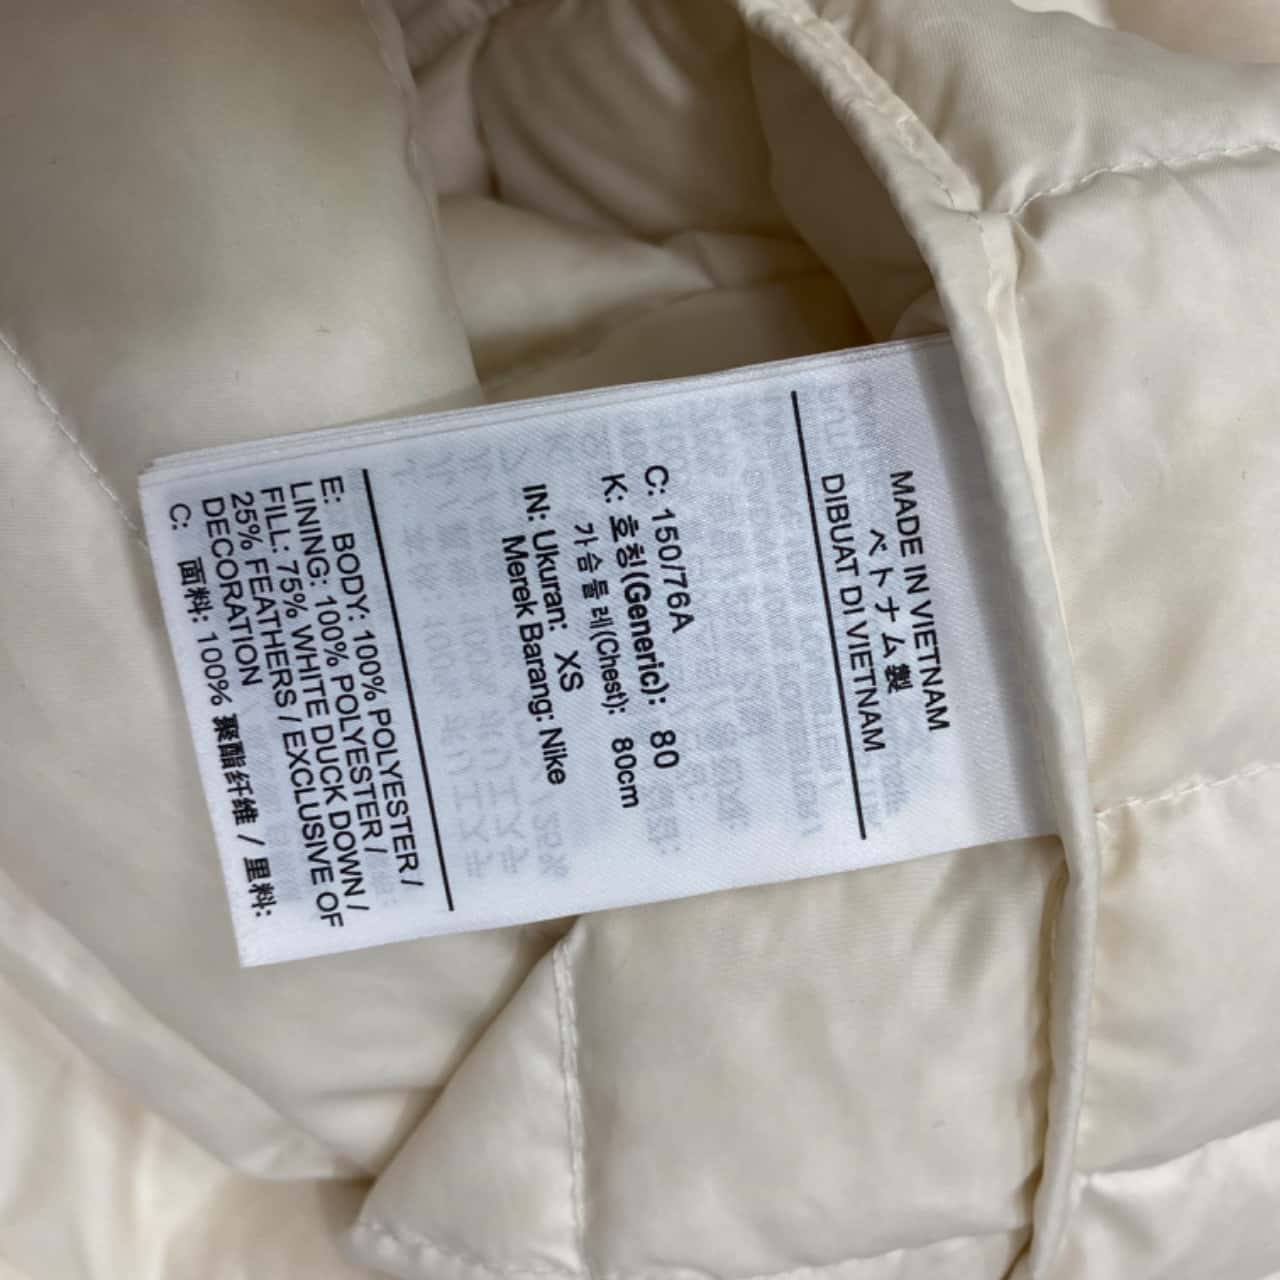 MADE IN VIETNAM
ベトナム製
DIBUAT DI VIETNAM
C: 150/76A
K: 호칭(Generic): 80
가슴둘레(Chest): 80cm
IN: Ukuran: XS
Merek Barang: Nike
E: BODY: 100% POLYESTER /
LINING: 100% POLYESTER /
FILL: 75% WHITE DUCK DOWN /
25% FEATHERS / EXCLUSIVE OF
DECORATION
C: 面料: 100% 聚酯纤维 / 里料: